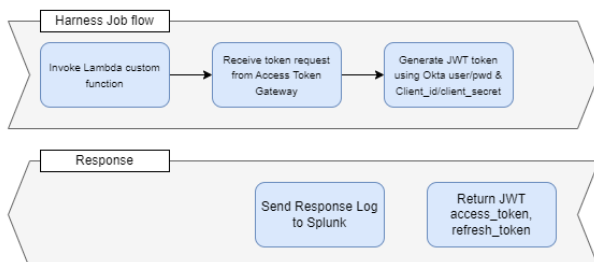 Harness Job flow
Invoke Lambda custom
function
Receive token request
from Access Token
Gateway
Generate JWT token
using Okta user/pwd &
Client_id/client_secret
Response
Send Response Log
to Splunk
Return JWT
access_token,
refresh_token